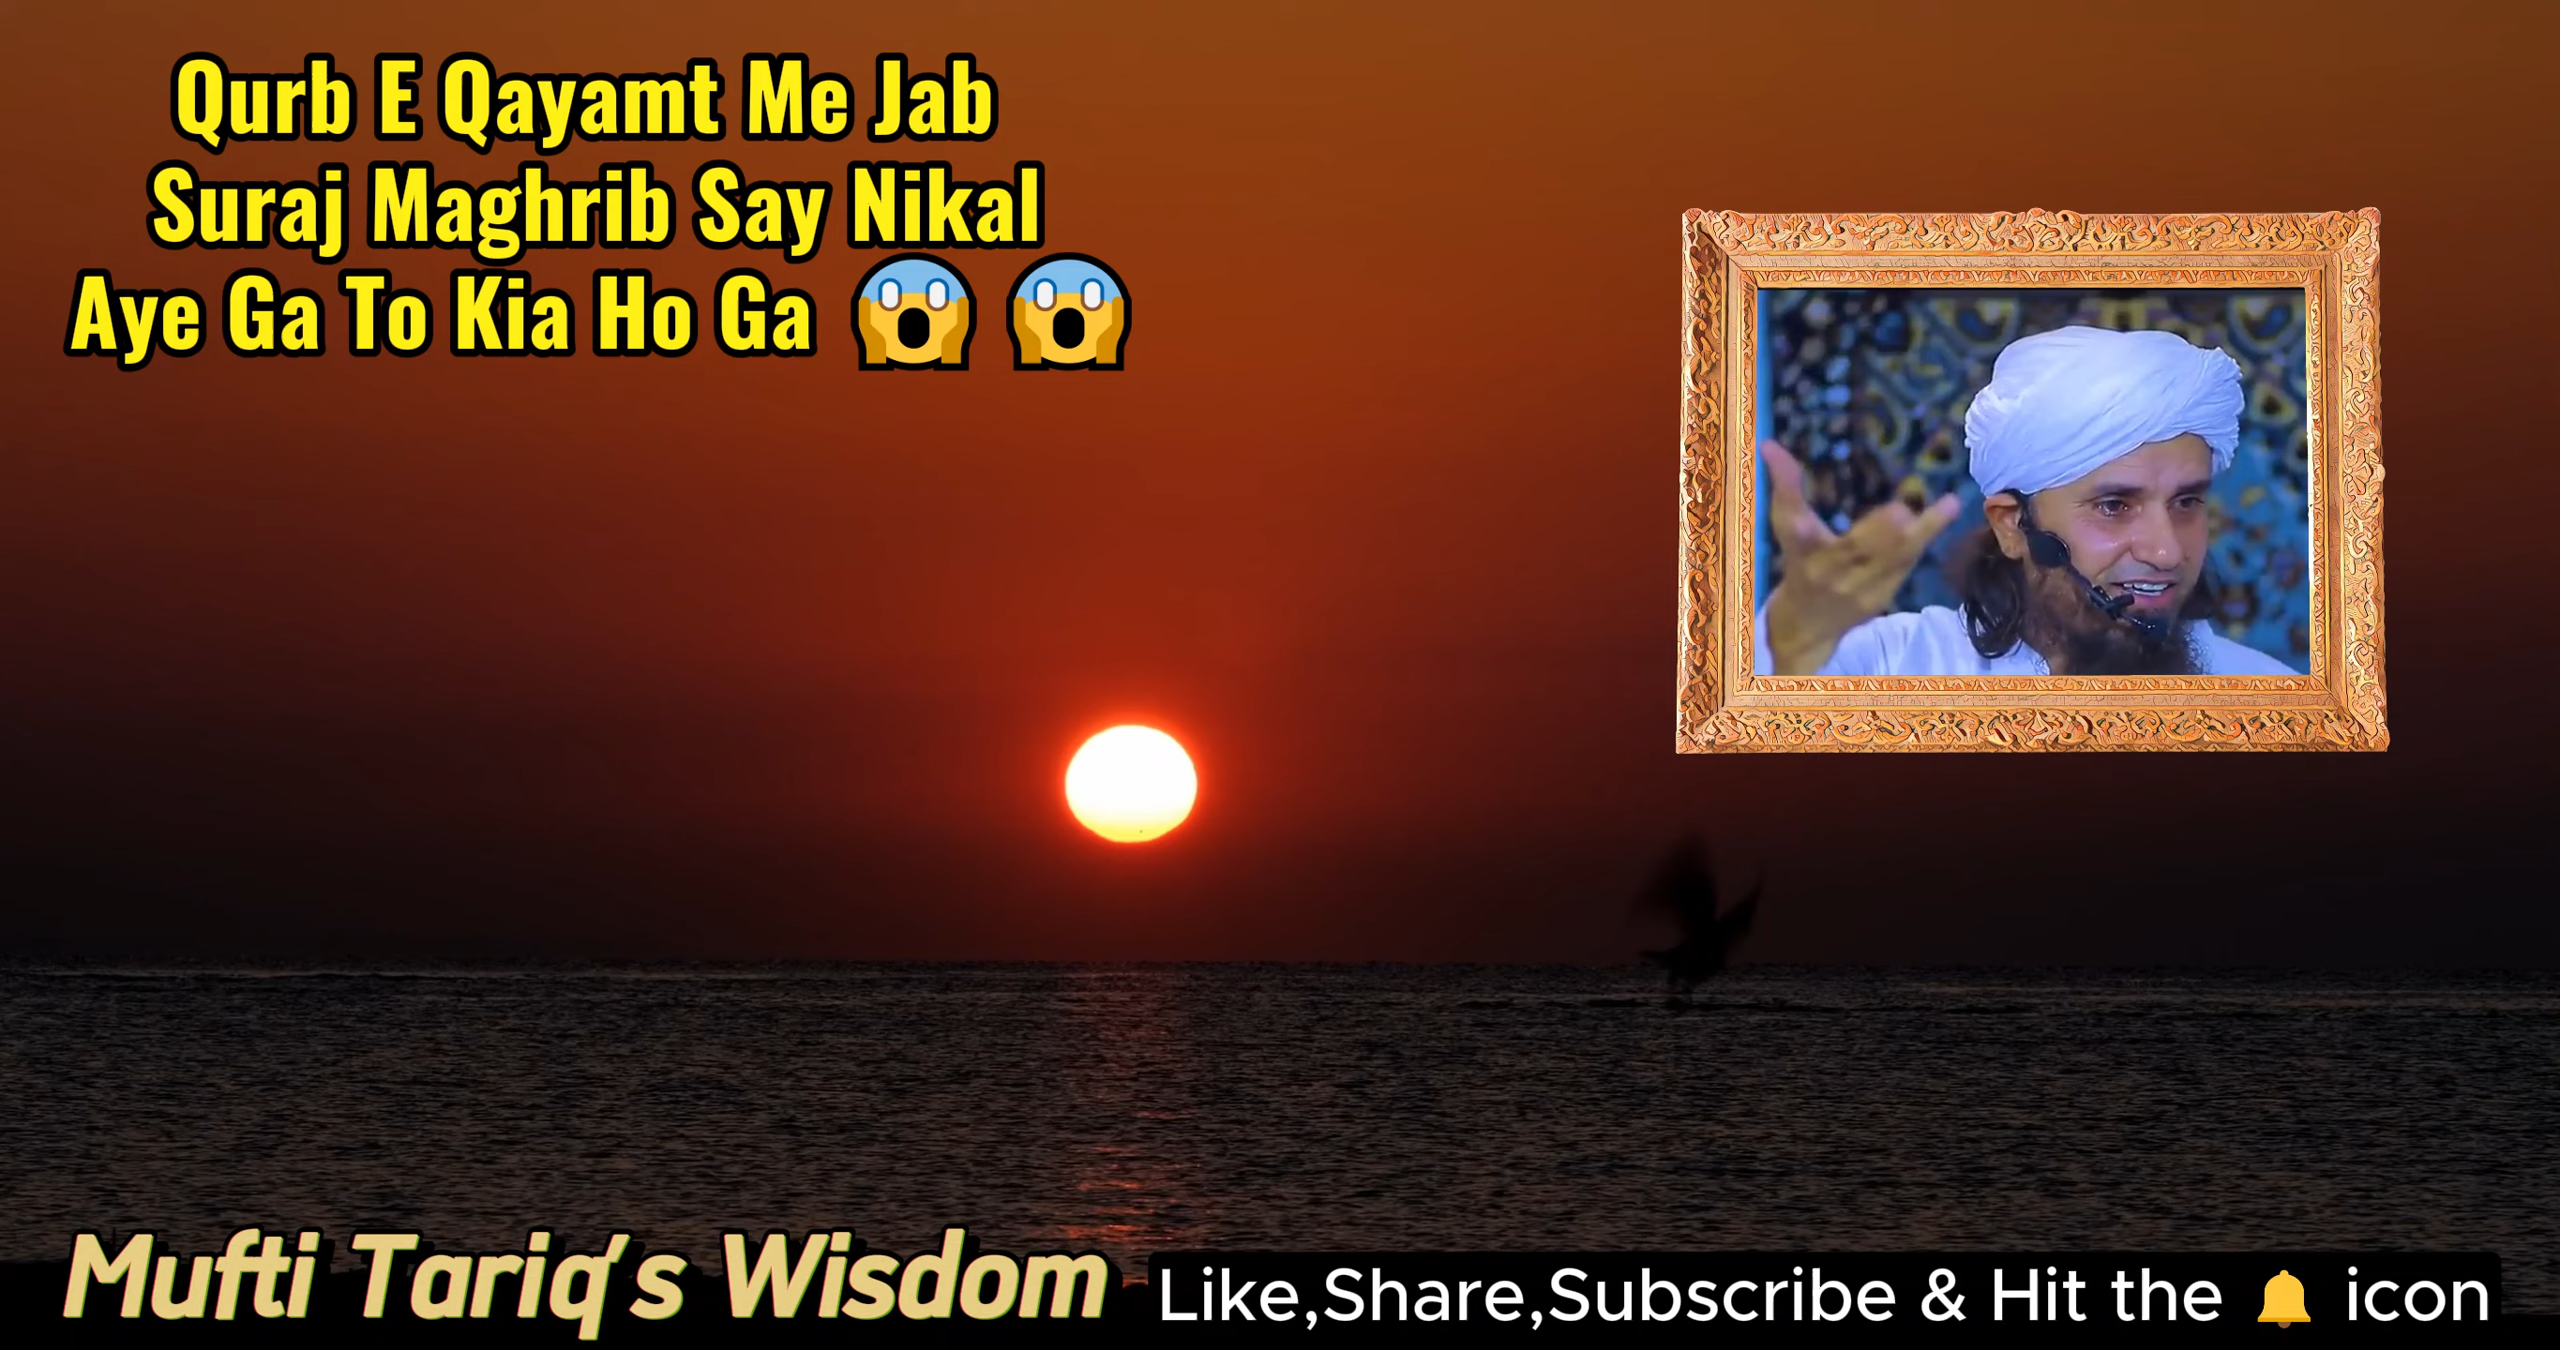 Qurb E Qayamt Me Jab
Suraj Maghrib Say Nikal
Aye Ga To Kia Ho Ga 😱 😱
Mufti Tariq's Wisdom
Like,Share,Subscribe & Hit the 🔔 icon